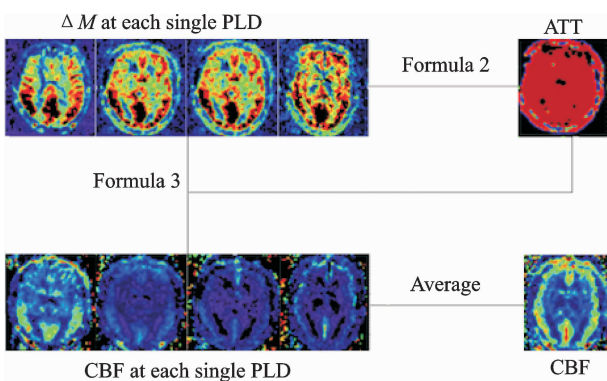 Δ M at each single PLD
ATT
Formula 2
Formula 3
Average
CBF at each single PLD
CBF